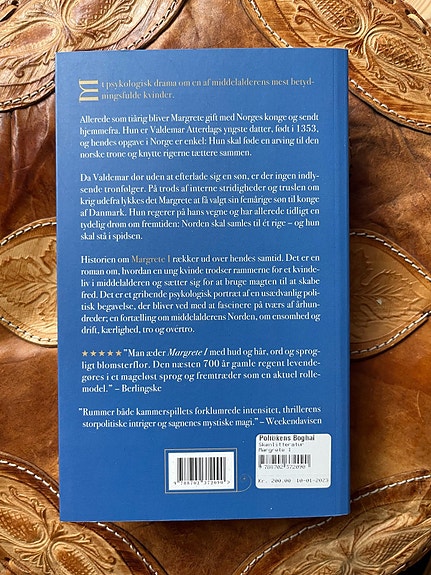 Et psykologisk drama om en af middelalderens mest betyd-
ningsfulde kvinder.
Allerede som tiårig bliver Margrete gift med Norges konge og sendt
hjemmefra. Hun er Valdemar Atterdags yngste datter, født i 1353,
og hendes opgave i Norge er enkel: Hun skal føde en arving til den
norske trone og knytte rigerne tættere sammen.
Da Valdemar dør uden at efterlade sig en søn, er der ingen indly-
sende tronfølger. På trods af interne stridigheder og truslen om
krig udefra lykkes det Margrete at få valgt sin femårige søn til konge
af Danmark. Hun regerer på hans vegne og har allerede tidligt en
tydelig drøm om fremtiden: Norden skal samles til ét rige – og hun
skal stå i spidsen.
Historien om Margrete I rækker ud over hendes samtid. Det er en
roman om, hvordan en ung kvinde trodser rammerne for et kvinde-
liv i middelalderen og sætter sig for at bruge magten til at skabe
fred. Det er et gribende psykologisk portræt af en usædvanlig poli-
tisk begavelse, der bliver ved med at fascinere på tværs af århun-
dreder; en fortælling om middelalderens Norden, om ensomhed og
drift, kærlighed, tro og overtro.
★★★★★ ”Man æder Margrete I med hud og hår, ord og sprog-
ligt blomsterflor. Den næsten 700 år gamle regent levende-
gøres i et mageløst sprog og fremtræder som en aktuel rolle-
model.” – Berlingske
”Rummer både kammerspillets forklumrede intensitet, thrillerens
storpolitiske intriger og sagnenes mystiske magi.” – Weekendavisen
Politikens Boghal
Skønlitteratur
Margrete I
9 788702 372090
Kr. 200.00 10-01-2023
9 788702 372090